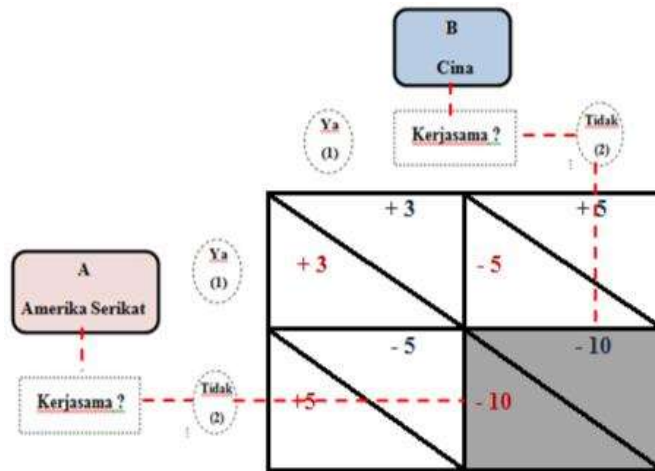 B
Cina
Ya
(1)
Kerjasama ?
Tidak
(2)
+ 3
+ 5
Ya
(1)
+ 3
- 5
A
Amerika Serikat
- 5
- 10
Kerjasama ?
Tidak
(2)
+5
- 10